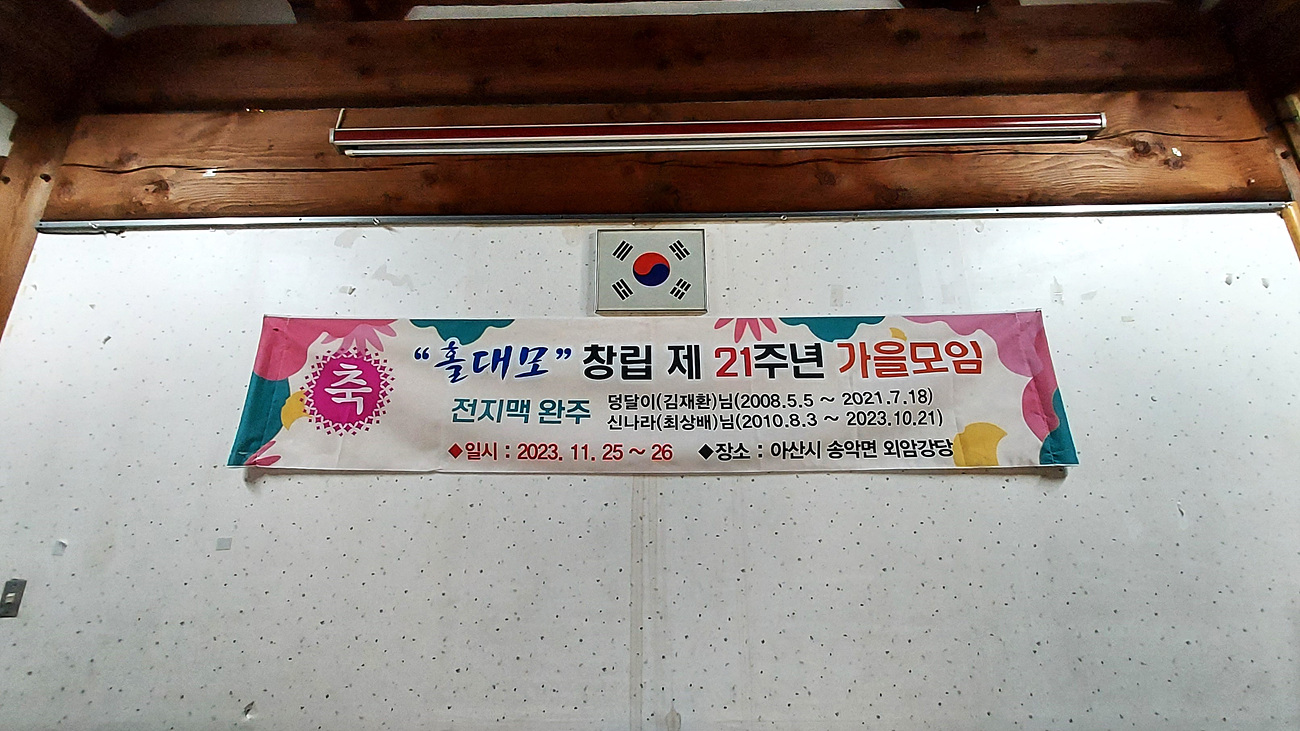 축
“홀대모” 창립 제 21주년 가을모임
전지맥 완주
덩달이(김재환)님(2008.5.5 ~ 2021.7.18)
신나라(최상배)님(2010.8.3 ~ 2023.10.21)
◆일시 : 2023. 11. 25 ~ 26 ◆장소 : 아산시 송악면 외암강당